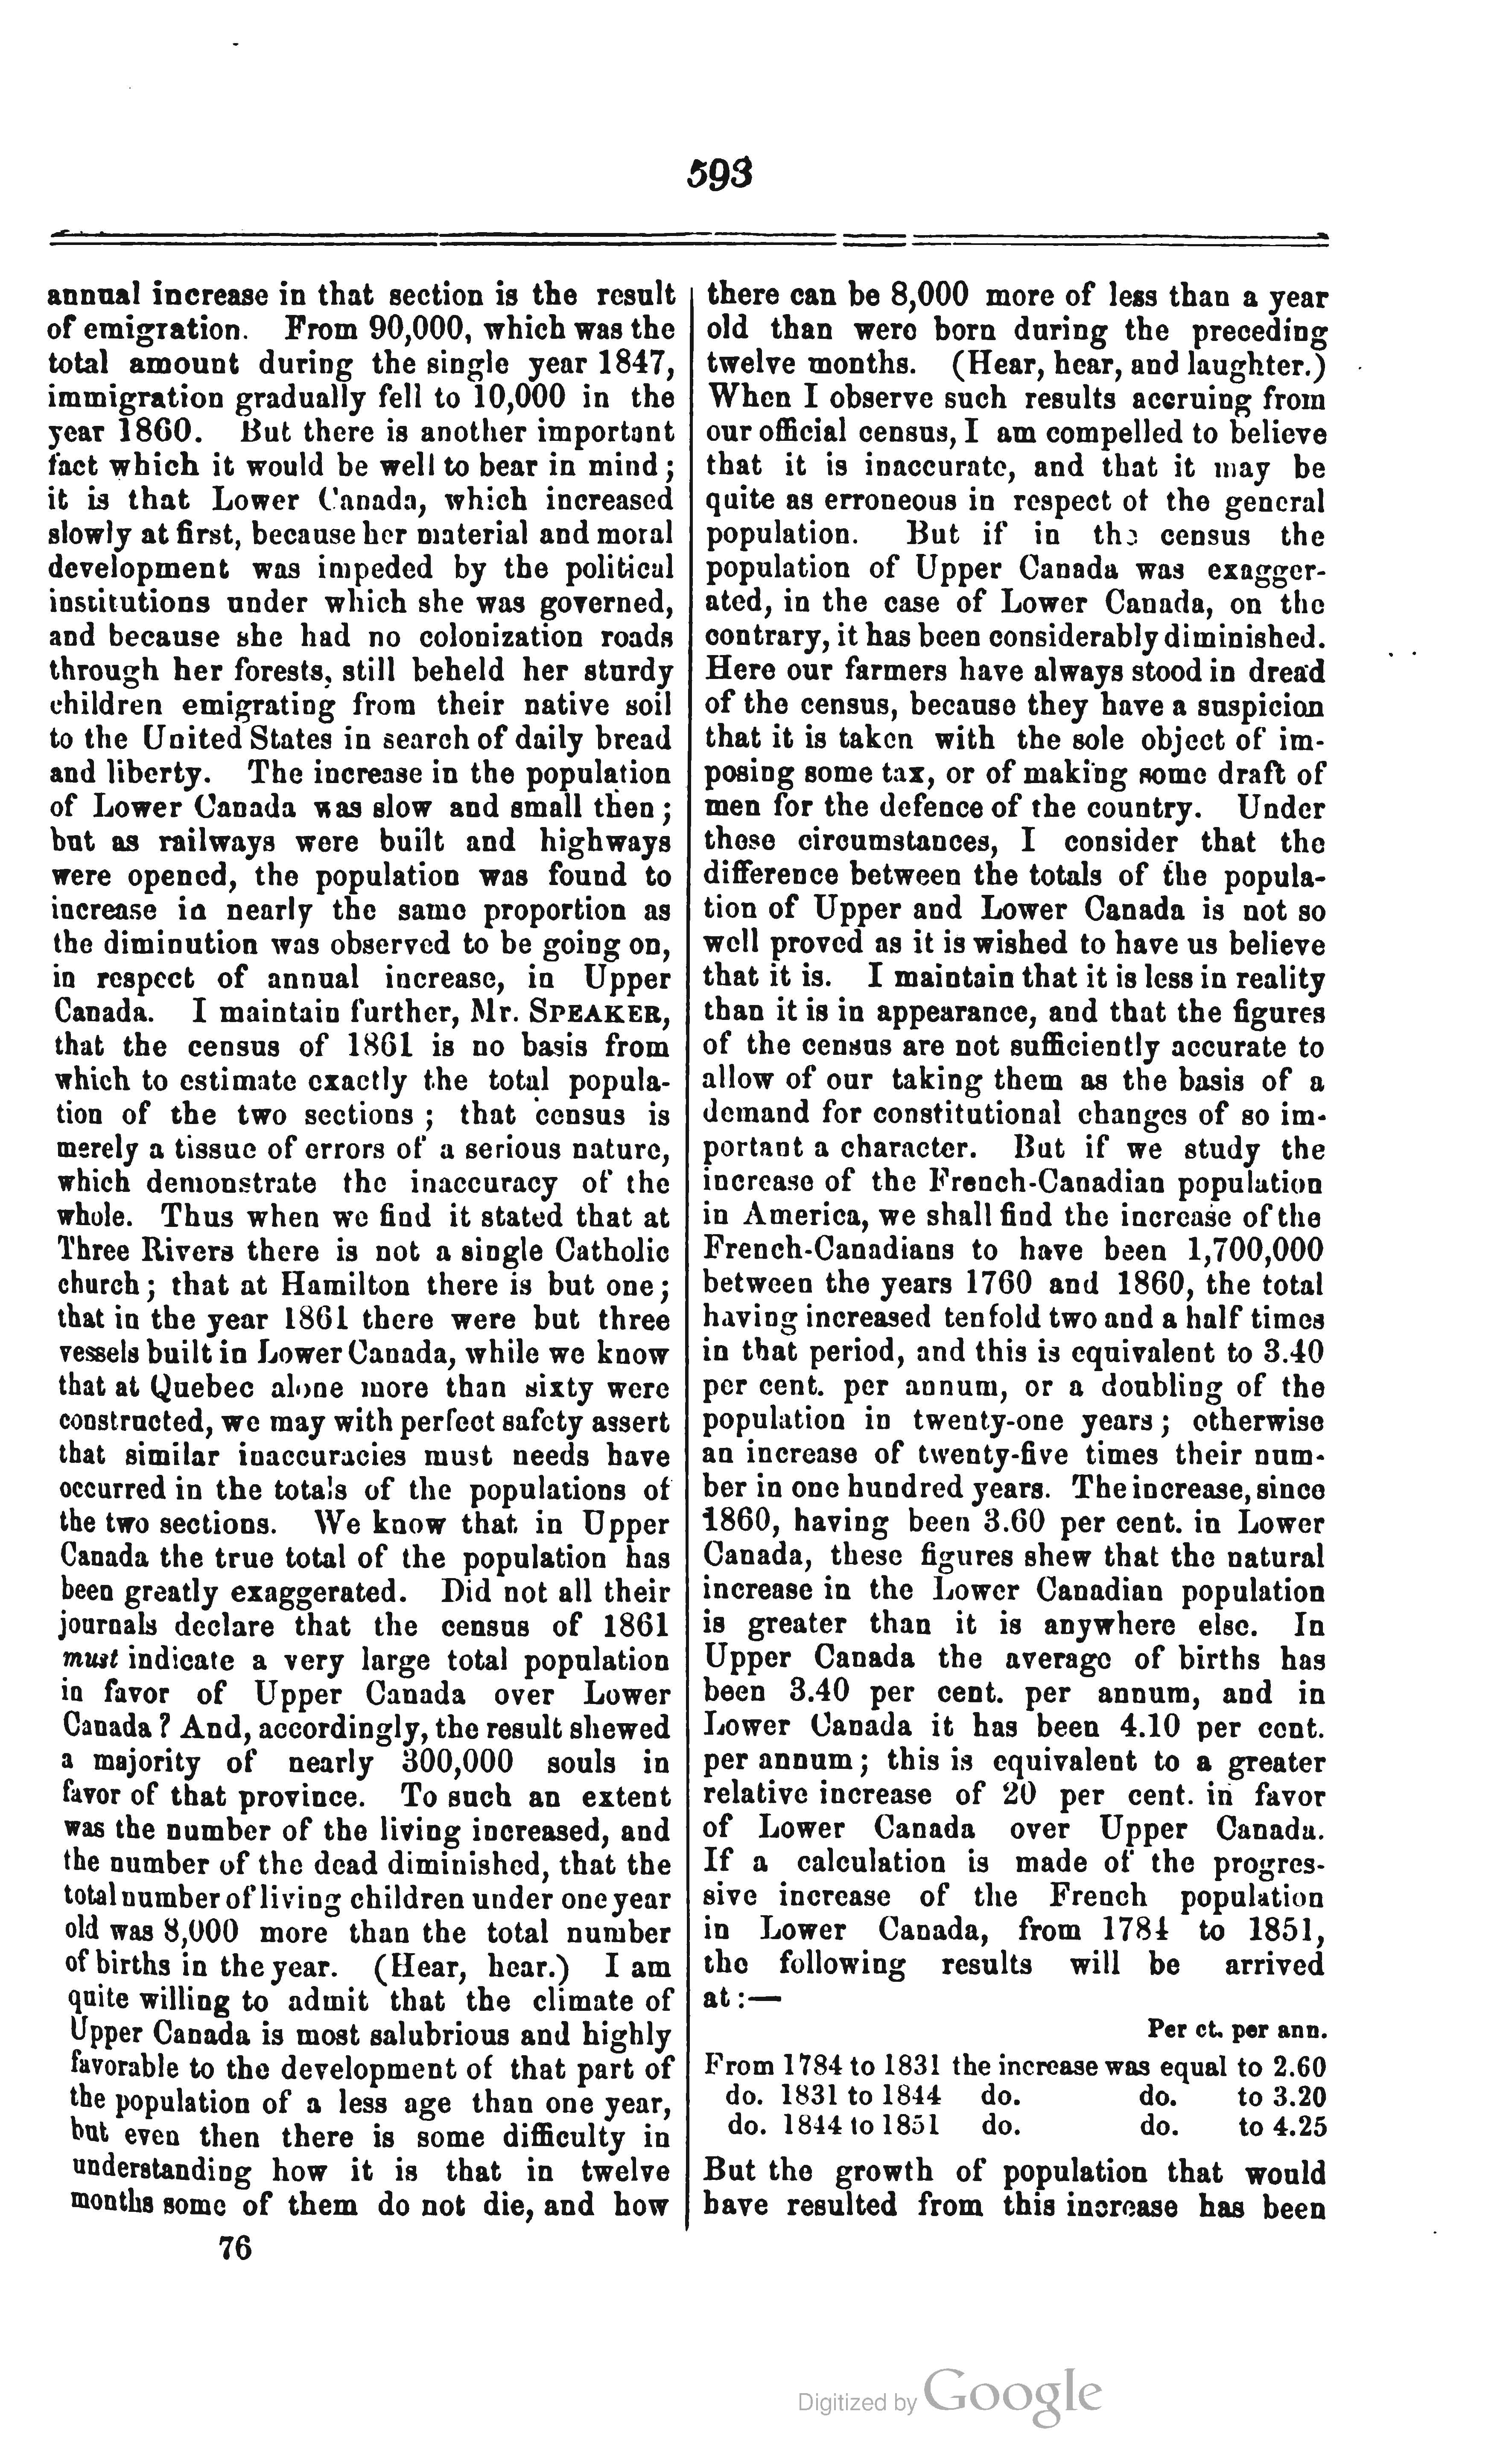 593
annual increase in that section is the result
of emigration. From 90,000, which was the
total amount during the single year 1847,
immigration gradually fell to 10,000 in the
year 1860. But there is another important
fact which it would be well to bear in mind;
it is that Lower Canada, which increased
slowly at first, because her material and moral
development was impeded by the political
institutions under which she was governed,
and because she had no colonization roads
through her forests, still beheld her sturdy
children emigrating from their native soil
to the United States in search of daily bread
and liberty. The increase in the population
of Lower Canada was slow and small then;
but as railways were built and highways
were opened, the population was found to
increase in nearly the same proportion as
the diminution was observed to be going on,
in respect of annual increase, in Upper
Canada. I maintain further, Mr. SPEAKER,
that the census of 1861 is no basis from
which to estimate exactly the total popula-
tion of the two sections; that census is
merely a tissue of errors of a serious nature,
which demonstrate the inaccuracy of the
whole. Thus when we find it stated that at
Three Rivers there is not a single Catholic
church; that at Hamilton there is but one;
that in the year 1861 there were but three
vessels built in Lower Canada, while we know
that at Quebec alone more than sixty were
constructed, we may with perfect safety assert
that similar inaccuracies must needs have
occurred in the totals of the populations of
the two sections. We know that in Upper
Canada the true total of the population has
been greatly exaggerated. Did not all their
journals declare that the census of 1861
must indicate a very large total population
in favor of Upper Canada over Lower
Canada? And, accordingly, the result shewed
a majority of nearly 300,000 souls in
favor of that province. To such an extent
was the number of the living increased, and
the number of the dead diminished, that the
total number of living children under one year
old was 8,000 more than the total number
of births in the year. (Hear, hear.) I am
quite willing to admit that the climate of
Upper Canada is most salubrious and highly
favorable to the development of that part of
the population of a less age than one year,
but even then there is some difficulty in
understanding how it is that in twelve
months some of them do not die, and how
76
there can be 8,000 more of less than a year
old than were born during the preceding
twelve months. (Hear, hear, and laughter.)
When I observe such results accruing from
our official census, I am compelled to believe
that it is inaccurate, and that it may be
quite as erroneous in respect of the general
population. But if in the census the
population of Upper Canada was exagger-
ated, in the case of Lower Canada, on the
contrary, it has been considerably diminished.
Here our farmers have always stood in dread
of the census, because they have a suspicion
that it is taken with the sole object of im-
posing some tax, or of making some draft of
men for the defence of the country. Under
these circumstances, I consider that the
difference between the totals of the popula-
tion of Upper and Lower Canada is not so
well proved as it is wished to have us believe
that it is. I maintain that it is less in reality
than it is in appearance, and that the figures
of the census are not sufficiently accurate to
allow of our taking them as the basis of a
demand for constitutional changes of so im-
portant a character. But if we study the
increase of the French-Canadian population
in America, we shall find the increase of the
French-Canadians to have been 1,700,000
between the years 1760 and 1860, the total
having increased tenfold two and a half times
in that period, and this is equivalent to 3.40
per cent. per annum, or a doubling of the
population in twenty-one years; otherwise
an increase of twenty-five times their num-
ber in one hundred years. The increase, since
1860, having been 3.60 per cent. in Lower
Canada, these figures shew that the natural
increase in the Lower Canadian population
is greater than it is anywhere else. In
Upper Canada the average of births has
been 3.40 per cent. per annum, and in
Lower Canada it has been 4.10 per cent.
per annum; this is equivalent to a greater
relative increase of 20 per cent. in favor
of Lower Canada over Upper Canada.
If a calculation is made of the progres-
sive increase of the French population
in Lower Canada, from 1784 to 1851,
the following results will be arrived
at:—
Per ct. per ann.
From 1784 to 1831 the increase was equal to 2.60
do. 1831 to 1844 do. do. to 3.20
do. 1844 to 1851 do. do. to 4.25
But the growth of population that would
have resulted from this increase has been
Digitized by Google